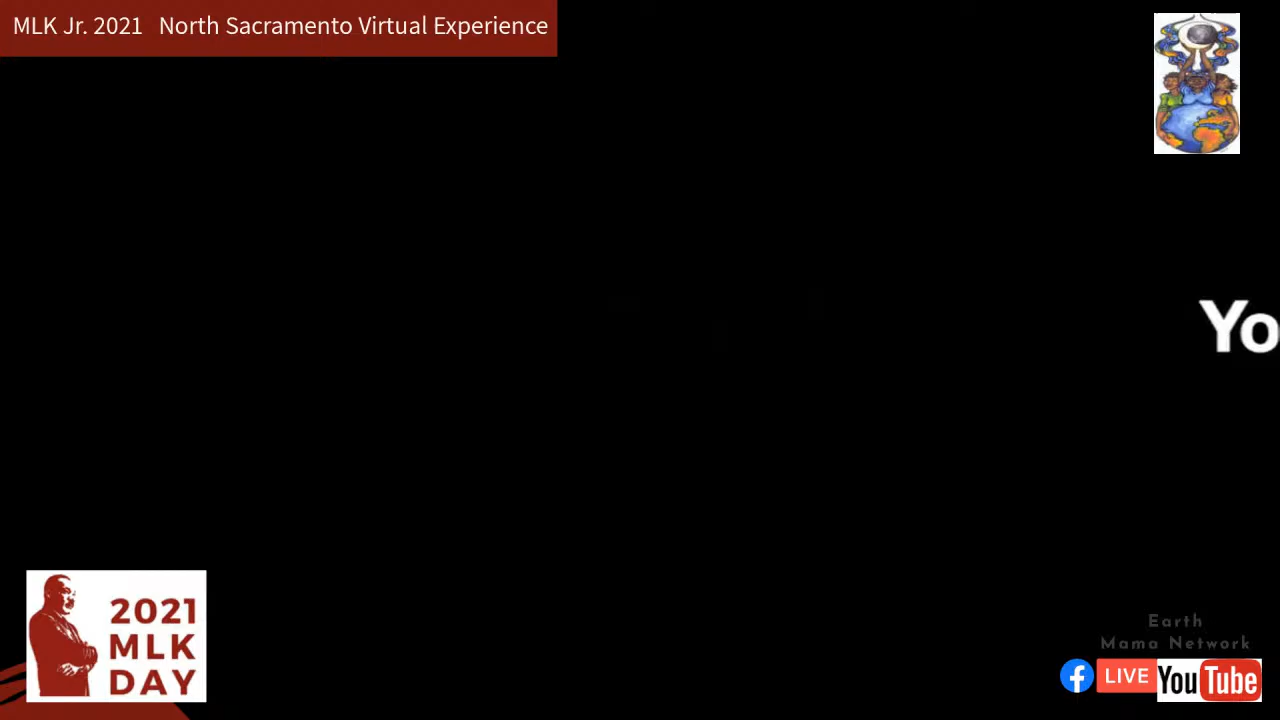 MLK Jr. 2021 North Sacramento Virtual Experience
Yo
2021
MLK
DAY
Earth
Mama Network
LIVE
YouTube